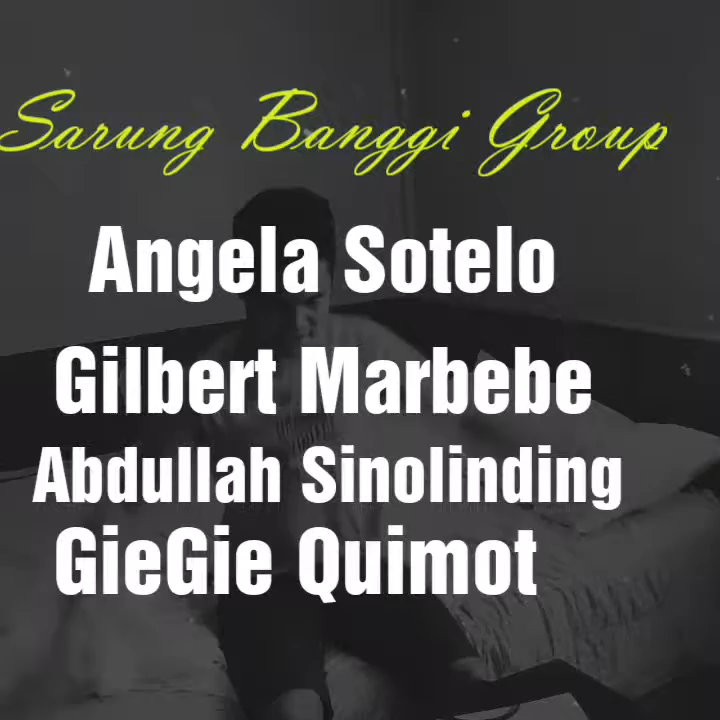 Sarung Banggi Group
Angela Sotelo
Gilbert Marbebe
Abdullah Sinolinding
GieGie Quimot